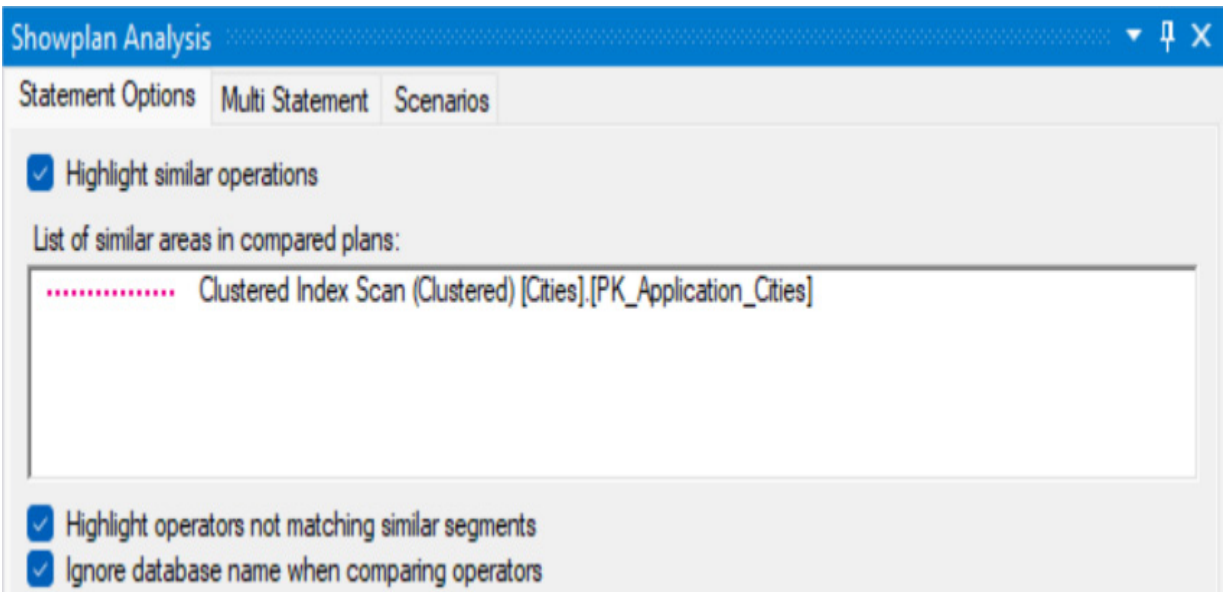 Showplan Analysis
Statement Options Multi Statement Scenarios
Highlight similar operations
List of similar areas in compared plans:
Clustered Index Scan (Clustered) [Cities].[PK_Application_Cities]
Highlight operators not matching similar segments
Ignore database name when comparing operators